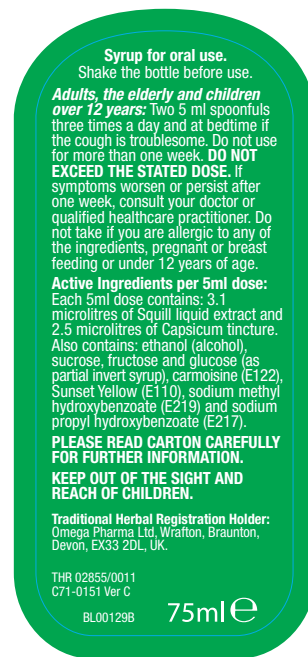 Syrup for oral use.
Shake the bottle before use.
Adults, the elderly and children
over 12 years: Two 5 ml spoonfuls
three times a day and at bedtime if
the cough is troublesome. Do not use
for more than one week. DO NOT
EXCEED THE STATED DOSE. If
symptoms worsen or persist after
one week, consult your doctor or
qualified healthcare practitioner. Do
not take if you are allergic to any of
the ingredients, pregnant or breast
feeding or under 12 years of age.
Active Ingredients per 5ml dose:
Each 5ml dose contains: 3.1
microlitres of Squill liquid extract and
2.5 microlitres of Capsicum tincture.
Also contains: ethanol (alcohol),
sucrose, fructose and glucose (as
partial invert syrup), carmoisine (E122),
Sunset Yellow (E110), sodium methyl
hydroxybenzoate (E219) and sodium
propyl hydroxybenzoate (E217).
PLEASE READ CARTON CAREFULLY
FOR FURTHER INFORMATION.
KEEP OUT OF THE SIGHT AND
REACH OF CHILDREN.
Traditional Herbal Registration Holder:
Omega Pharma Ltd, Wrafton, Braunton,
Devon, EX33 2DL, UK.
THR 02855/0011
C71-0151 Ver C
BL00129B 75ml ℮